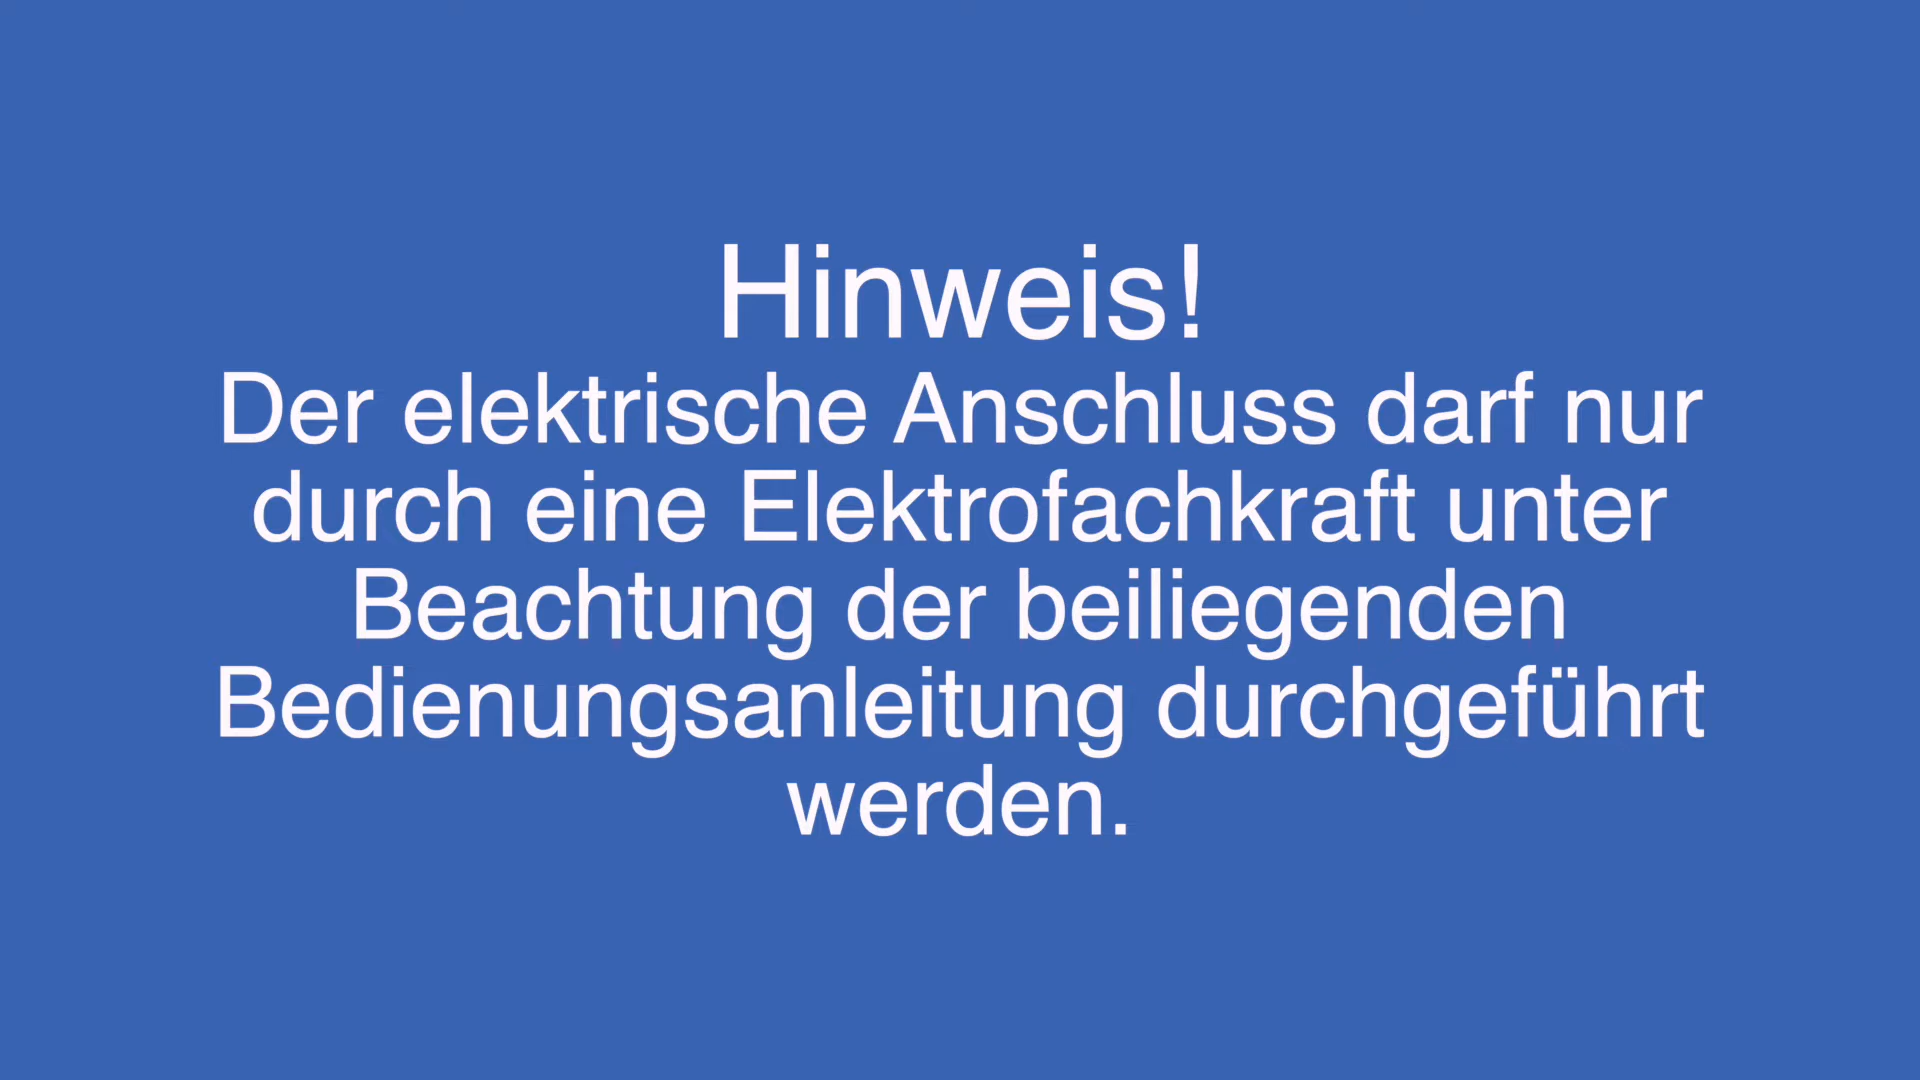 Hinweis!
Der elektrische Anschluss darf nur
durch eine Elektrofachkraft unter
Beachtung der beiliegenden
Bedienungsanleitung durchgeführt
werden.